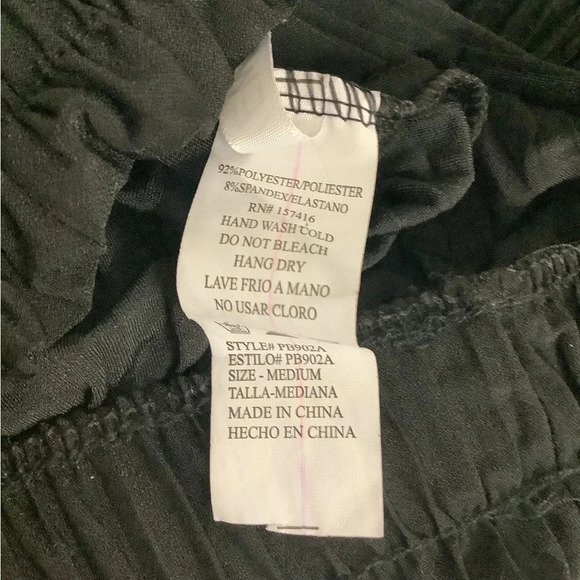 92%POLYESTER/POLIESTER
8%SPANDEX/ELASTANO
RN# 157416
HAND WASH COLD
DO NOT BLEACH
HANG DRY
LAVE FRIO A MANO
NO USAR CLORO
STYLE# PB902A
ESTILO# PB902A
SIZE - MEDIUM
TALLA-MEDIANA
MADE IN CHINA
HECHO EN CHINA